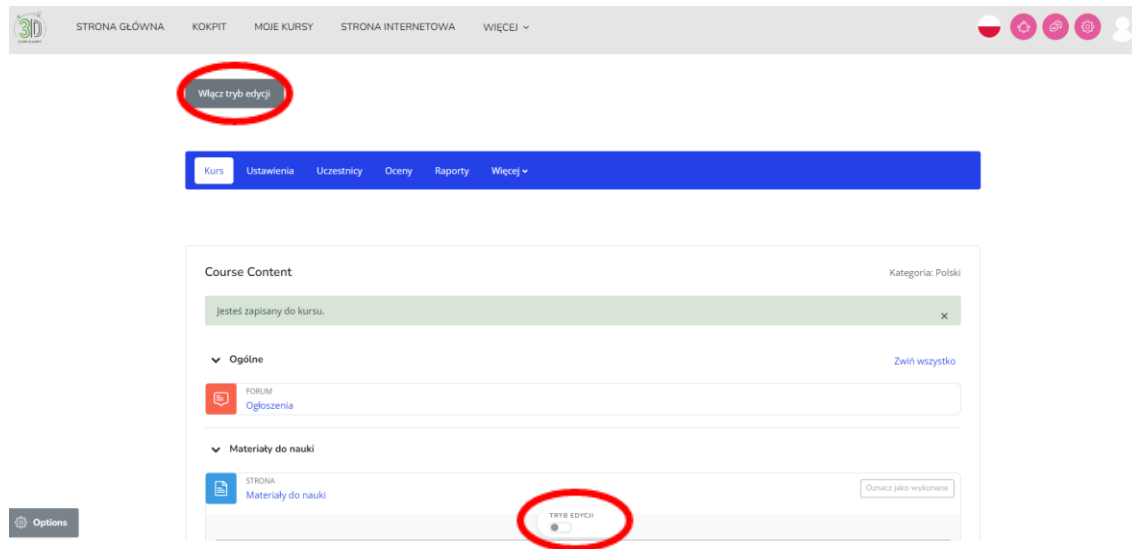 3D
STRONA GŁÓWNA KOKPIT MOJE KURSY STRONA INTERNETOWA WIĘCEJ
Włącz tryb edycji
Kurs Ustawienia Uczestnicy Oceny Raporty Więcej
Course Content Kategoria: Polski
Jesteś zapisany do kursu.
Ogólne Zwiń wszystko
FORUM
Ogłoszenia
Materiały do nauki
STRONA
Materiały do nauki Oznacz jako wykonane
TRYB EDYCJI
Options